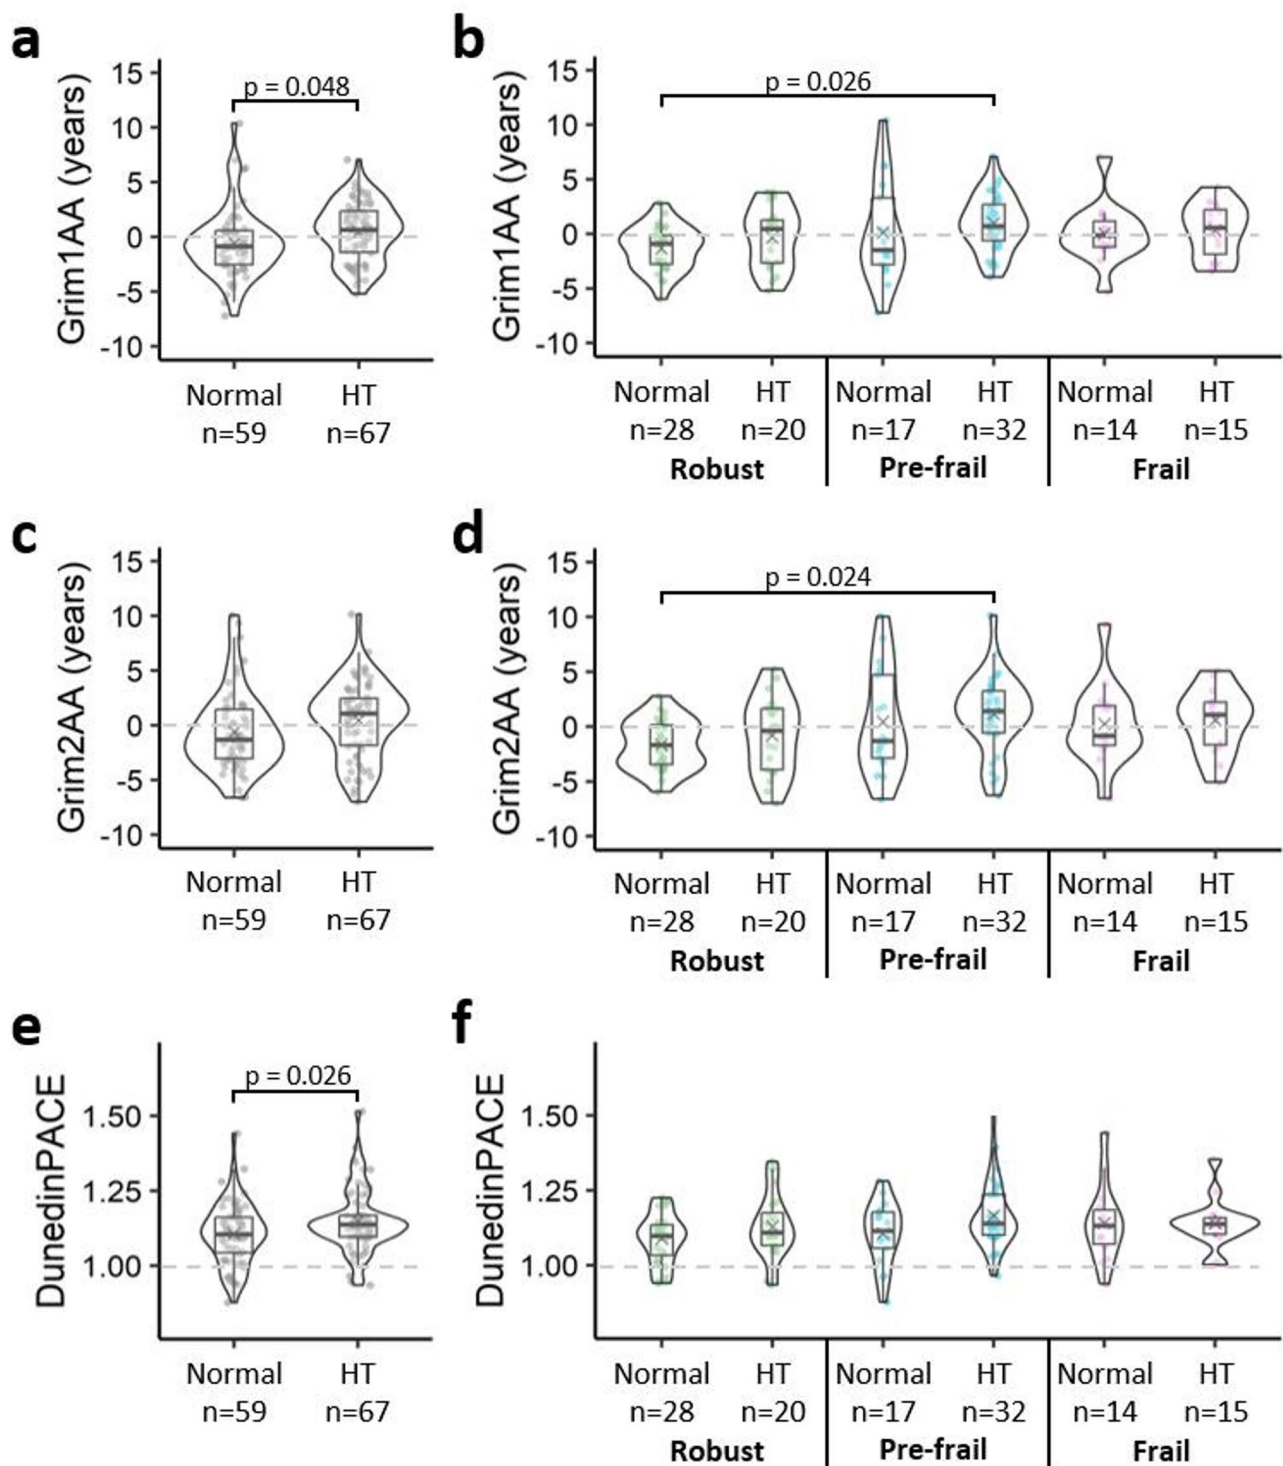 a
Grim1AA (years)
15
10
5
0
-5
-10
p = 0.048
Normal HT
n=59 n=67
b
Grim1AA (years)
15
10
5
0
-5
-10
p = 0.026
Normal HT Normal HT Normal HT
n=28 n=20 n=17 n=32 n=14 n=15
Robust Pre-frail Frail
c
Grim2AA (years)
15
10
5
0
-5
-10
Normal HT
n=59 n=67
d
Grim2AA (years)
15
10
5
0
-5
-10
p = 0.024
Normal HT Normal HT Normal HT
n=28 n=20 n=17 n=32 n=14 n=15
Robust Pre-frail Frail
e
DunedinPACE
1.50
1.25
1.00
p = 0.026
Normal HT
n=59 n=67
f
DunedinPACE
1.50
1.25
1.00
Normal HT Normal HT Normal HT
n=28 n=20 n=17 n=32 n=14 n=15
Robust Pre-frail Frail